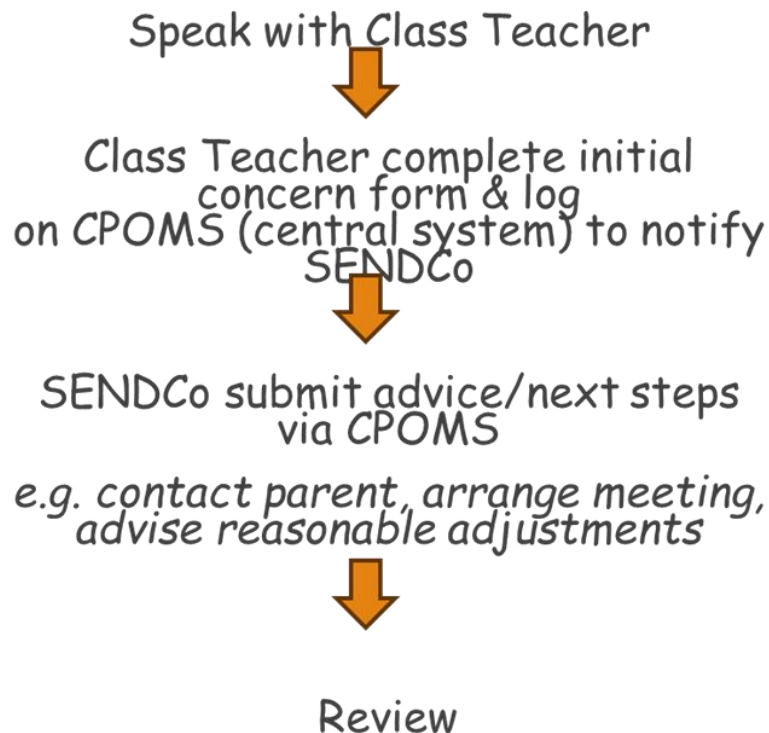 Speak with Class Teacher
Class Teacher complete initial
concern form & log
on CPOMS (central system) to notify
SENDCo
SENDCo submit advice/next steps
via CPOMS
e.g. contact parent, arrange meeting,
advise reasonable adjustments
Review